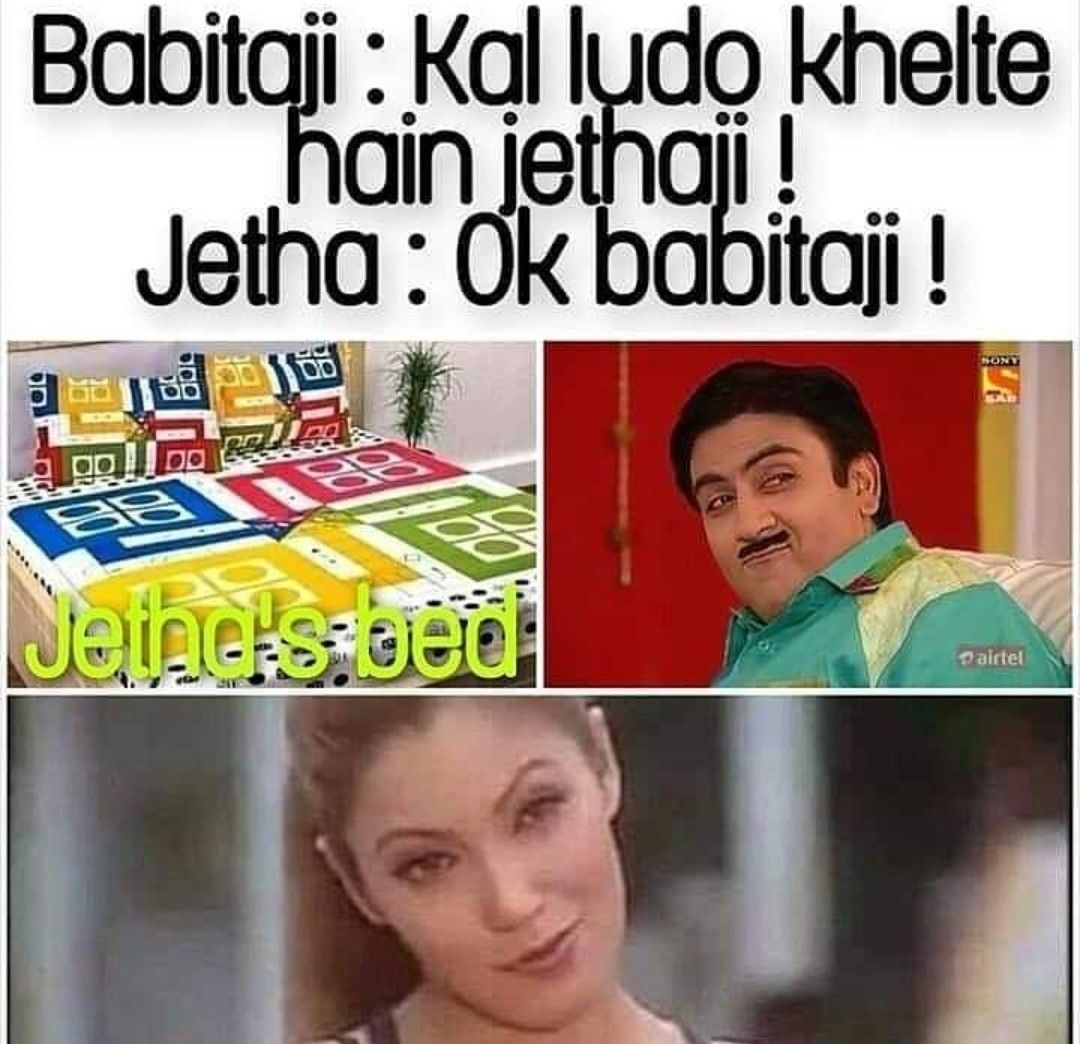 Babitaji : Kal ludo khelte
hain jethaji !
Jetha : Ok babitaji !
SONY
SAB
Jetha's bed
airtel